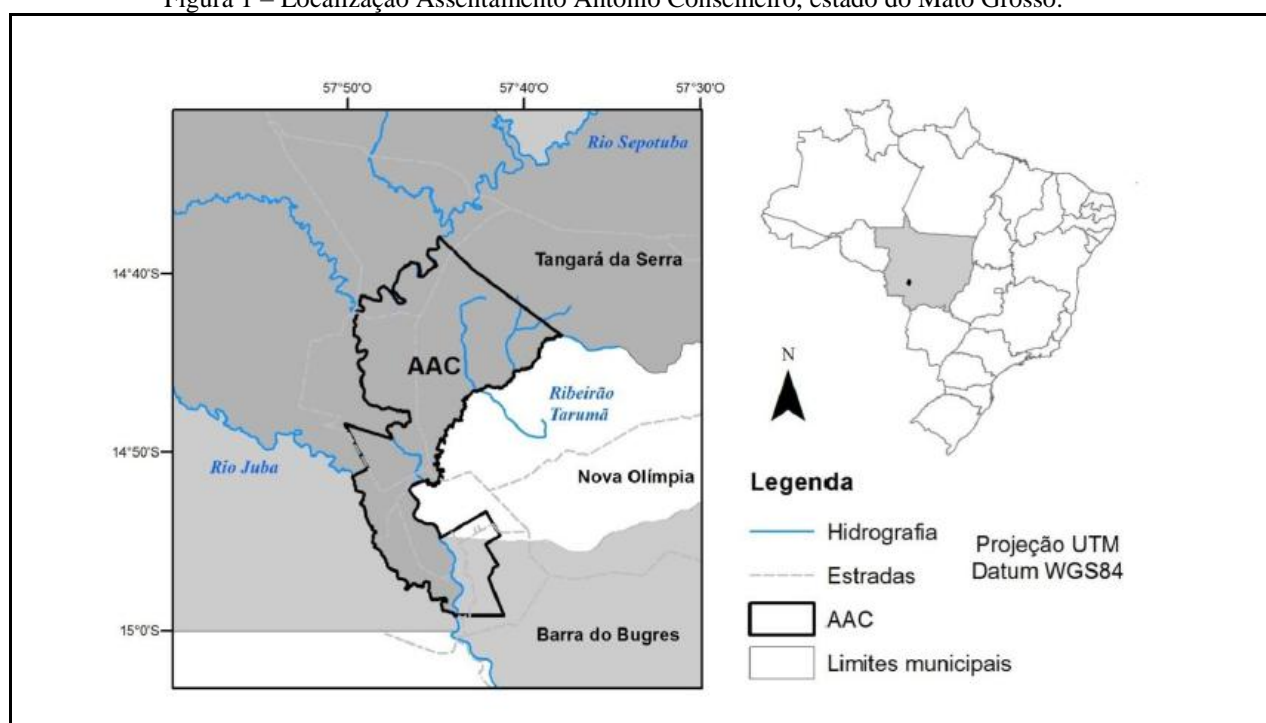 Figura 1 – Localização Assentamento Antônio Conselheiro, estado do Mato Grosso.
57°50'O
57°40'O
57°30'O
Rio Sepotuba
Tangará da Serra
14°40'S
AAC
Ribeirão
Tarumã
14°50'S
Rio Juba
Nova Olímpia
15°0'S
Barra do Bugres
N
Legenda
Hidrografia
Estradas
AAC
Limites municipais
Projeção UTM
Datum WGS84